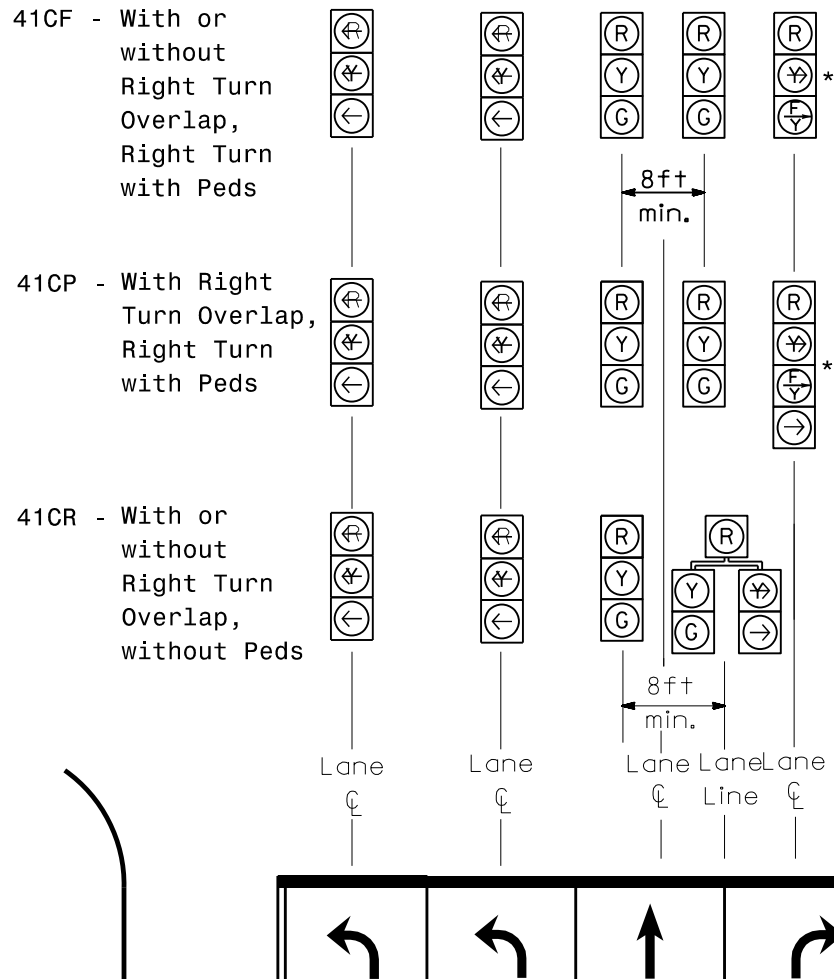 41CF - With or
without
Right Turn
Overlap,
Right Turn
with Peds
R R R R R
Y Y Y Y Y *
← ← G G F Y
8ft
min.
41CP - With Right
Turn Overlap,
Right Turn
with Peds
R R R R R
Y Y Y Y Y
← ← G G F Y *
→
41CR - With or
without
Right Turn
Overlap,
without Peds
R R R R
Y Y Y Y Y
← ← G G →
8ft
min.
Lane Lane Lane Lane Lane
℄ ℄ ℄ Line ℄